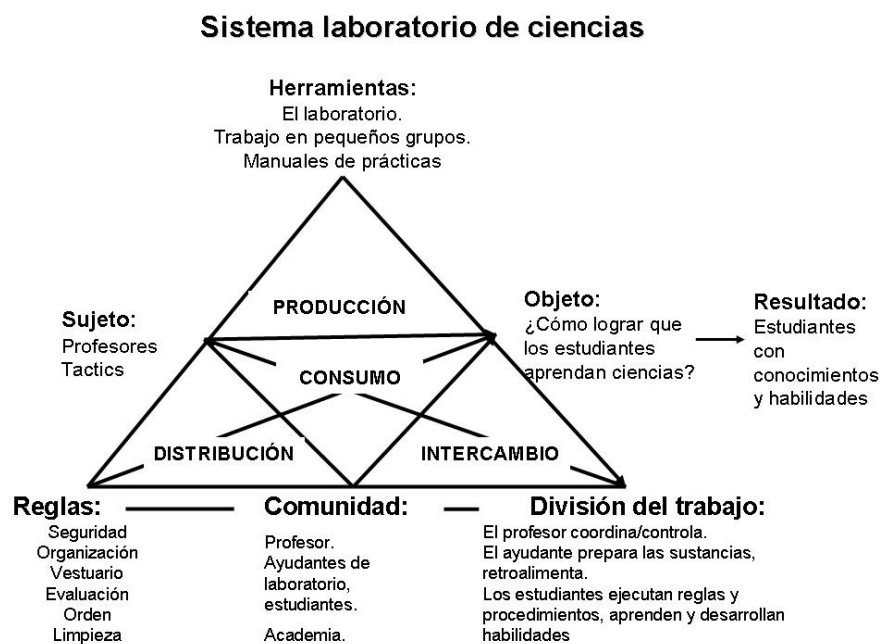 Sistema laboratorio de ciencias
Herramientas:
El laboratorio.
Trabajo en pequeños grupos.
Manuales de prácticas
PRODUCCIÓN
Sujeto:
Profesores
Tactics
Objeto:
¿Cómo lograr que
los estudiantes
aprendan ciencias?
Resultado:
Estudiantes
con
conocimientos
y habilidades
CONSUMO
DISTRIBUCIÓN
INTERCAMBIO
Reglas:
Seguridad
Organización
Vestuario
Evaluación
Orden
Limpieza
Comunidad:
Profesor.
Ayudantes de
laboratorio,
estudiantes.
Academia.
División del trabajo:
El profesor coordina/controla.
El ayudante prepara las sustancias,
retroalimenta.
Los estudiantes ejecutan reglas y
procedimientos, aprenden y desarrollan
habilidades